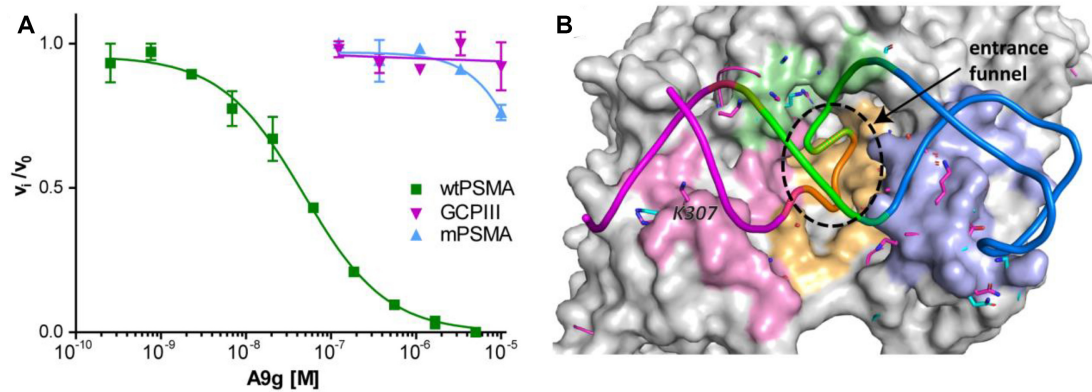 A
1.0
0.5
0.0
vi/v0
wtPSMA
GCPIII
mPSMA
10-10
10-9
10-8
10-7
10-6
10-5
A9g [M]
B
entrance
funnel
K307